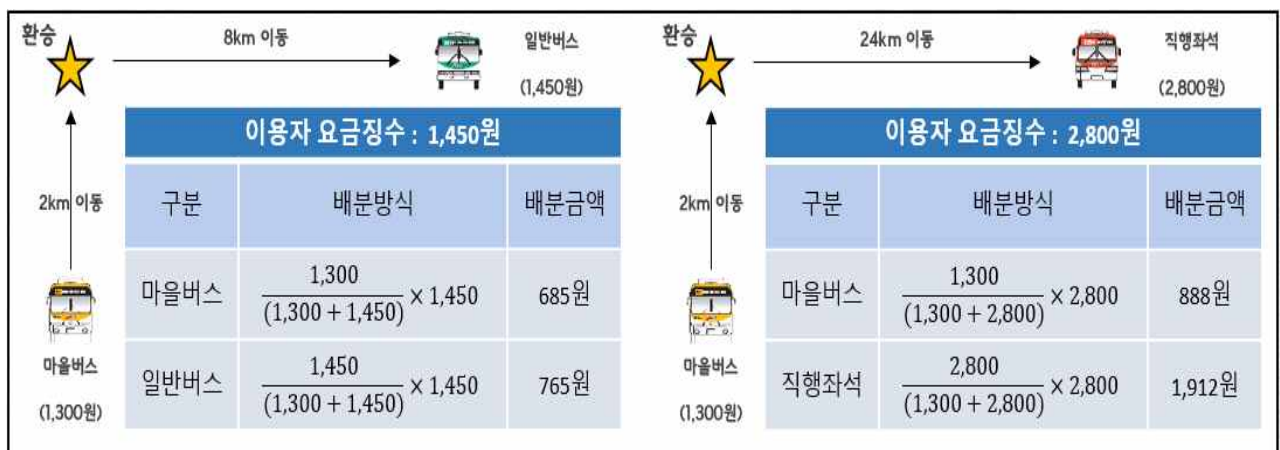 환승
8km 이동
일반버스
(1,450원)
이용자 요금징수 : 1,450원
2km 이동
구분 배분방식 배분금액
마을버스 1,300/(1,300 + 1,450) × 1,450 685원
일반버스 1,450/(1,300 + 1,450) × 1,450 765원
마을버스
(1,300원)
환승
24km 이동
직행좌석
(2,800원)
이용자 요금징수 : 2,800원
2km 이동
구분 배분방식 배분금액
마을버스 1,300/(1,300 + 2,800) × 2,800 888원
직행좌석 2,800/(1,300 + 2,800) × 2,800 1,912원
마을버스
(1,300원)